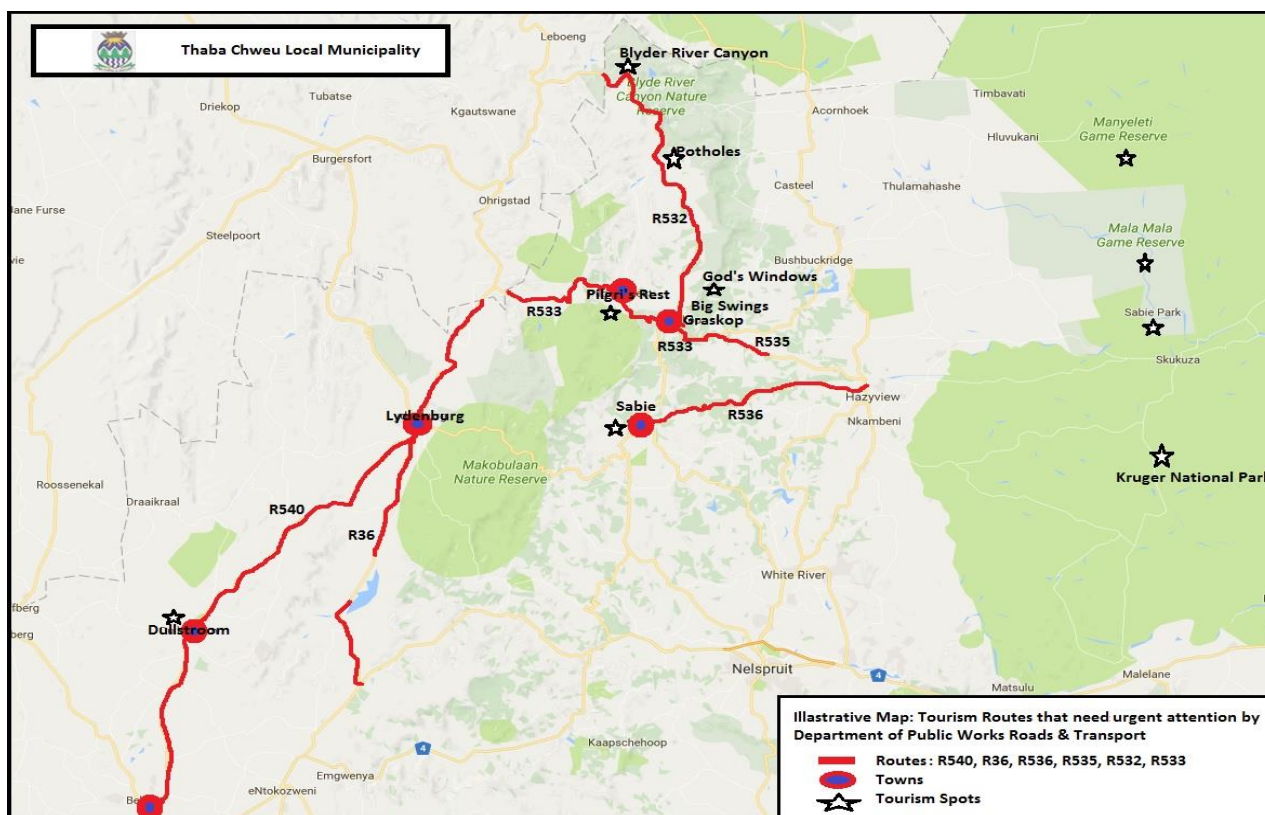 Thaba Chweu Local Municipality
Leboeng
Blyder River Canyon
Blyde River
Canyon Nature
Reserve
Driekop
Tubatse
Kgautswane
Acornhoek
Timbavati
Hluvukani
Manyeleti
Game Reserve
Burgersfort
Potholes
Casteel
Thulamahashe
Ohrigstad
Steelpoort
R532
Mala Mala
Game Reserve
Bushbuckridge
God's Windows
Pilgri's Rest
Big Swings
Graskop
R533
R533
R535
Sabie Park
Skukuza
Hazyview
Sabie
R536
Nkambeni
Lydenburg
Makobulaan
Nature Reserve
Kruger National Park
Roossenekal
Draaikraal
R540
R36
White River
Dullstroom
Nelspruit
4
Matsulu
Malelane
Kaapschehoop
4
Emgwenya
eNtokozweni
Illastrative Map: Tourism Routes that need urgent attention by
Department of Public Works Roads & Transport
Routes: R540, R36, R536, R535, R532, R533
Towns
Tourism Spots